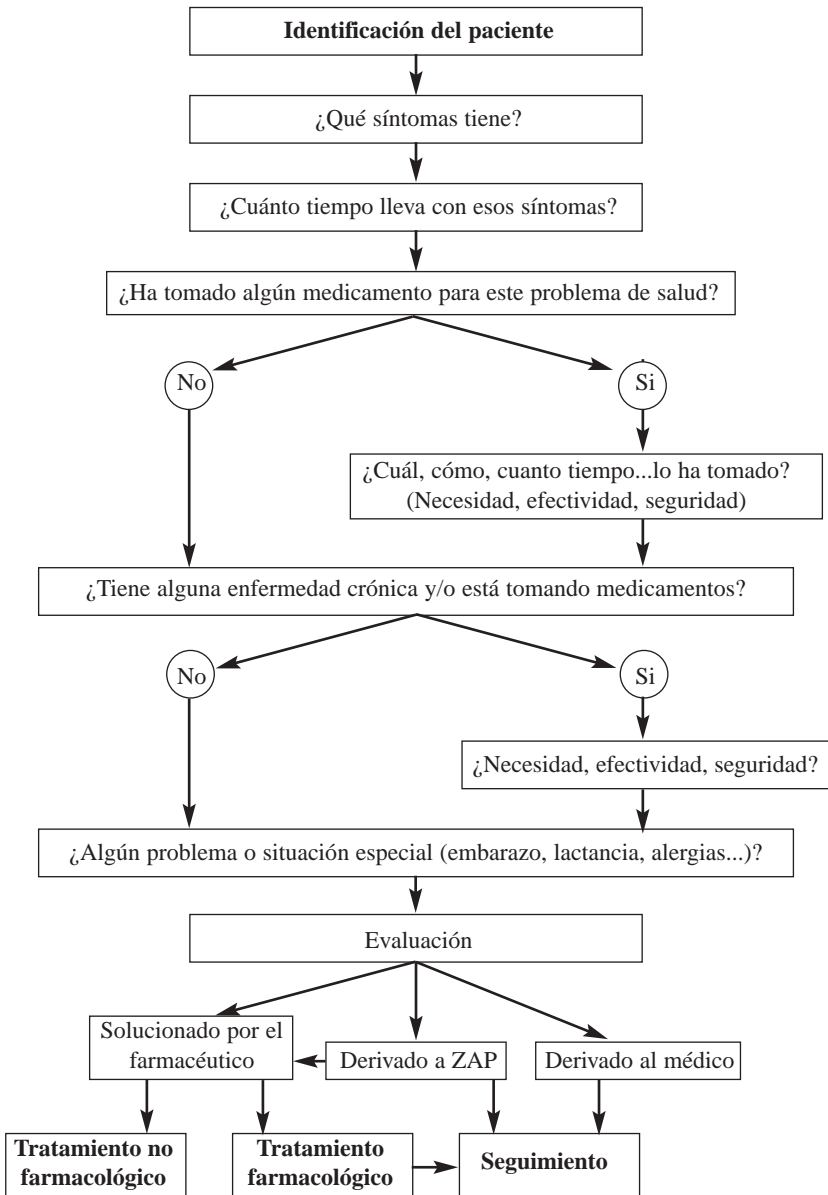 Identificación del paciente
¿Qué síntomas tiene?
¿Cuánto tiempo lleva con esos síntomas?
¿Ha tomado algún medicamento para este problema de salud?
No
Si
¿Cuál, cómo, cuanto tiempo...lo ha tomado?
(Necesidad, efectividad, seguridad)
¿Tiene alguna enfermedad crónica y/o está tomando medicamentos?
No
Si
¿Necesidad, efectividad, seguridad?
¿Algún problema o situación especial (embarazo, lactancia, alergias...)?
Evaluación
Solucionado por el
farmacéutico
Derivado a ZAP
Derivado al médico
Tratamiento no
farmacológico
Tratamiento
farmacológico
Seguimiento